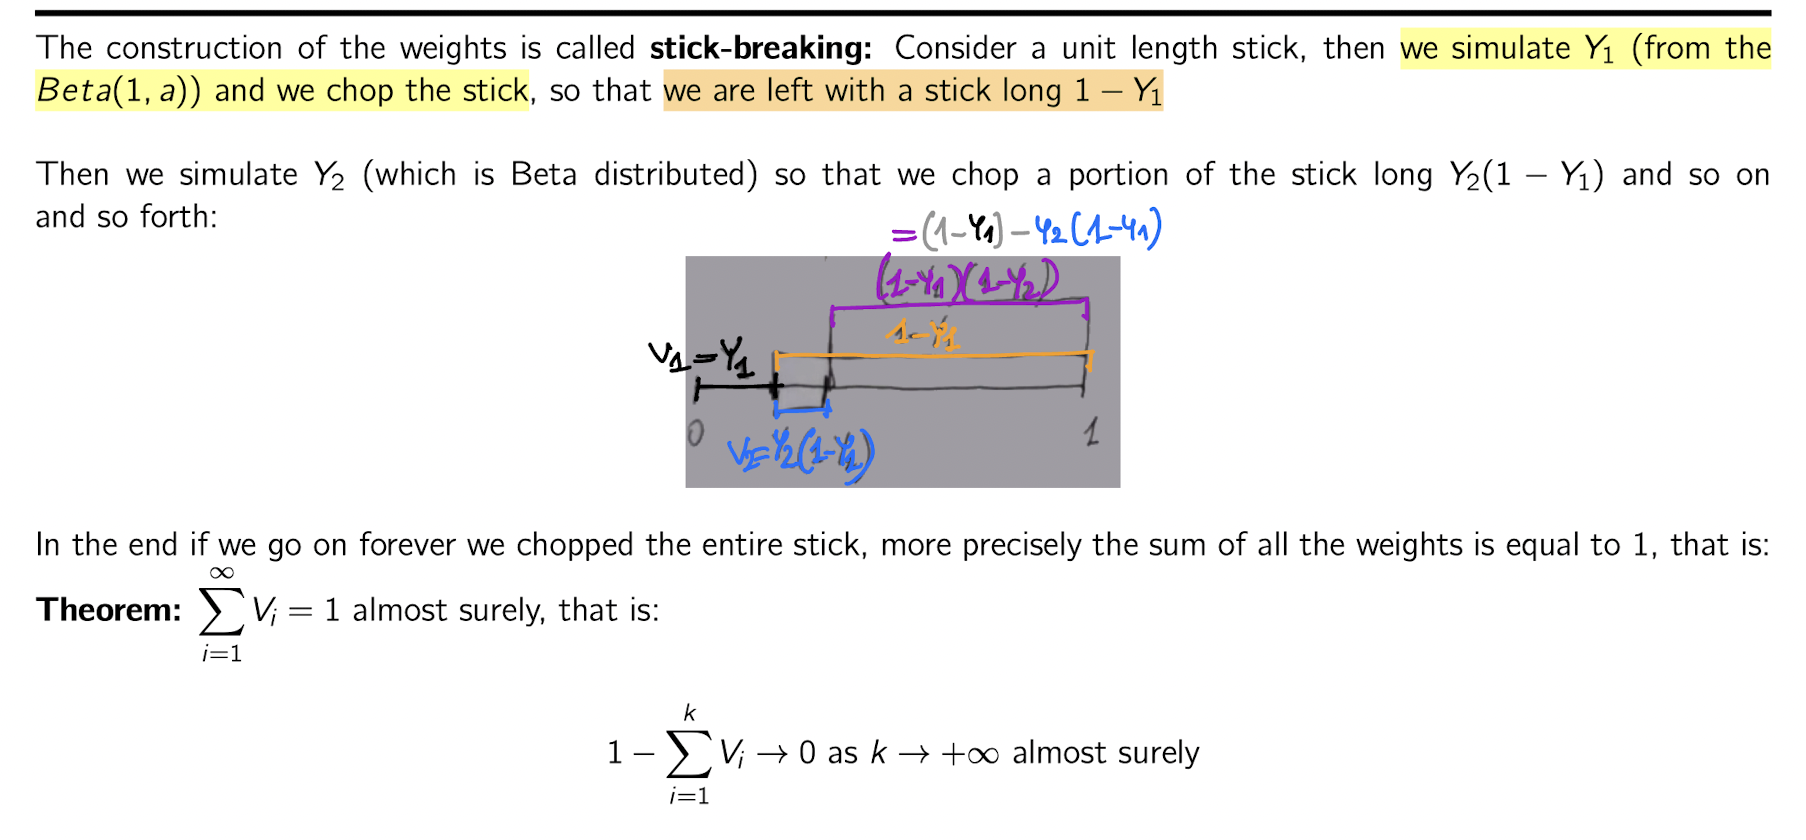 The construction of the weights is called stick-breaking: Consider a unit length stick, then we simulate Y₁ (from the
Beta(1, a)) and we chop the stick, so that we are left with a stick long 1 − Y₁
Then we simulate Y₂ (which is Beta distributed) so that we chop a portion of the stick long Y₂(1 − Y₁) and so on
and so forth:
=(1-Y₁)-Y₂(1-Y₁)
(1-Y₁)(1-Y₂)
1-Y₁
V₁=Y₁
0
1
V₂=Y₂(1-Y₁)
In the end if we go on forever we chopped the entire stick, more precisely the sum of all the weights is equal to 1, that is:
Theorem: ∑_{i=1}^{∞} Vᵢ = 1 almost surely, that is:
1 − ∑_{i=1}^{k} Vᵢ → 0 as k → +∞ almost surely